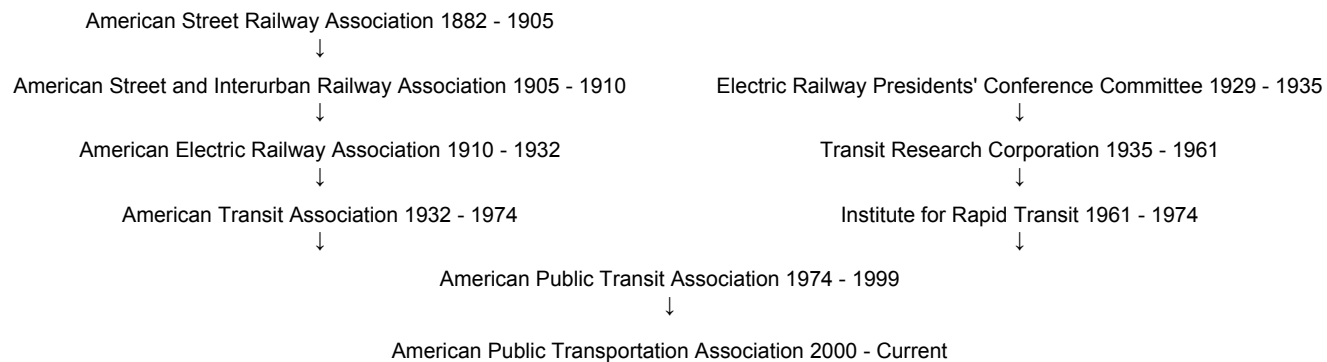 American Street Railway Association 1882 - 1905
↓
American Street and Interurban Railway Association 1905 - 1910
Electric Railway Presidents' Conference Committee 1929 - 1935
↓
↓
American Electric Railway Association 1910 - 1932
Transit Research Corporation 1935 - 1961
↓
↓
American Transit Association 1932 - 1974
Institute for Rapid Transit 1961 - 1974
↓
↓
American Public Transit Association 1974 - 1999
↓
American Public Transportation Association 2000 - Current